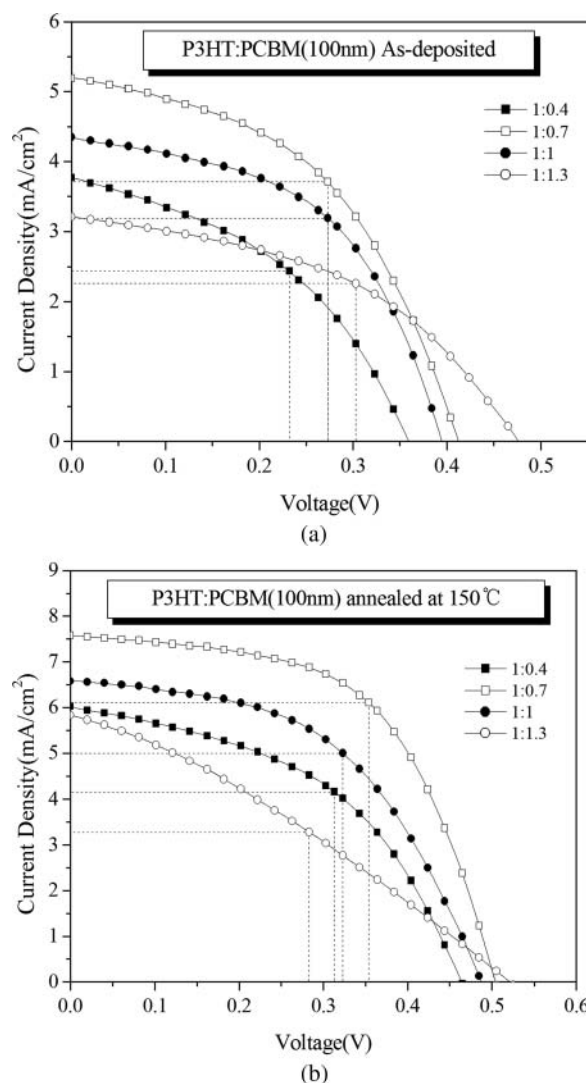 P3HT:PCBM(100nm) As-deposited
1:0.4
1:0.7
1:1
1:1.3
6
5
4
3
2
1
0
Current Density(mA/cm²)
0.0 0.1 0.2 0.3 0.4 0.5
Voltage(V)
(a)
P3HT:PCBM(100nm) annealed at 150℃
1:0.4
1:0.7
1:1
1:1.3
9
8
7
6
5
4
3
2
1
0
Current Density(mA/cm²)
0.0 0.1 0.2 0.3 0.4 0.5 0.6
Voltage(V)
(b)